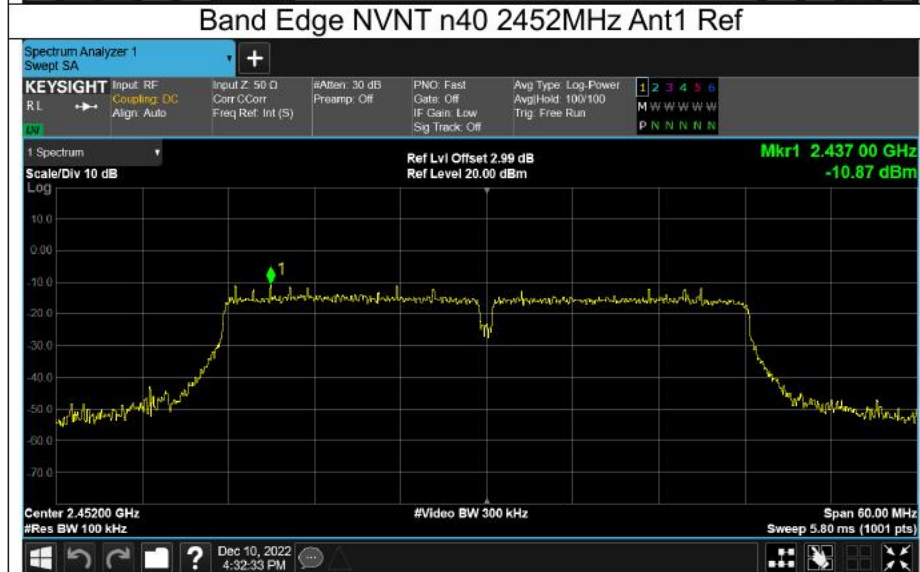 Band Edge NVNT n40 2452MHz Ant1 Ref
Spectrum Analyzer 1
Swept SA
+
KEYSIGHT Input: RF Input Z: 50 Ω #Atten: 30 dB PNO: Fast Avg Type: Log-Power 1 2 3 4 5 6
RL Coupling: DC Corr CCorr Preamp: Off Gate: Off Avg|Hold: 100/100 M W W W W W
Align: Auto Freq Ref: Int (S) IF Gain: Low Trig: Free Run
Sig Track: Off P N N N N N
1 Spectrum
Ref Lvl Offset 2.99 dB Mkr1 2.437 00 GHz
Scale/Div 10 dB Ref Level 20.00 dBm -10.87 dBm
Log
10.0
0.00
1
-10.0
-20.0
-30.0
-40.0
-50.0
-60.0
-70.0
Center 2.45200 GHz #Video BW 300 kHz Span 60.00 MHz
#Res BW 100 kHz Sweep 5.80 ms (1001 pts)
? Dec 10, 2022
4:32:33 PM